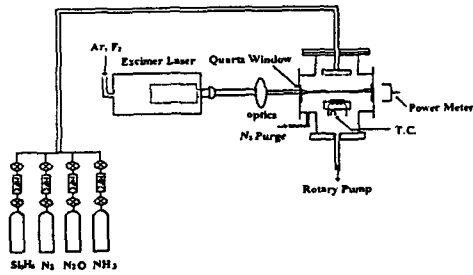 Ar, F₂
Excimer Laser
Quartz Window
optics
Power Meter
N₂ Purge
T.C.
Rotary Pump
Si₂H₆ N₂ N₂O NH₃